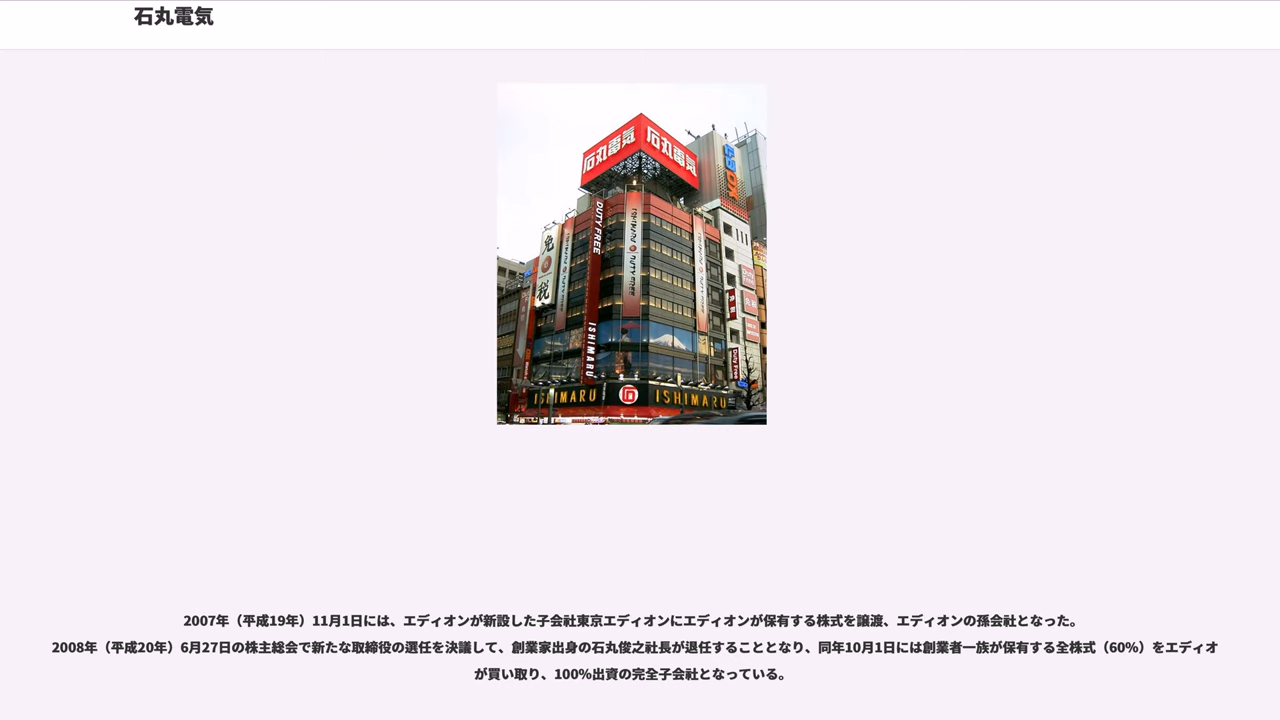 石丸電気
石丸電気
石丸電気
DUTY FREE
免
税
DUTY FREE
ISHIMARU
Duty Free
ISHIMARU
ISHIMARU
2007年（平成19年）11月1日には、エディオンが新設した子会社東京エディオンにエディオンが保有する株式を譲渡、エディオンの孫会社となった。
2008年（平成20年）6月27日の株主総会で新たな取締役の選任を決議して、創業家出身の石丸俊之社長が退任することとなり、同年10月1日には創業者一族が保有する全株式（60%）をエディオ
が買い取り、100%出資の完全子会社となっている。